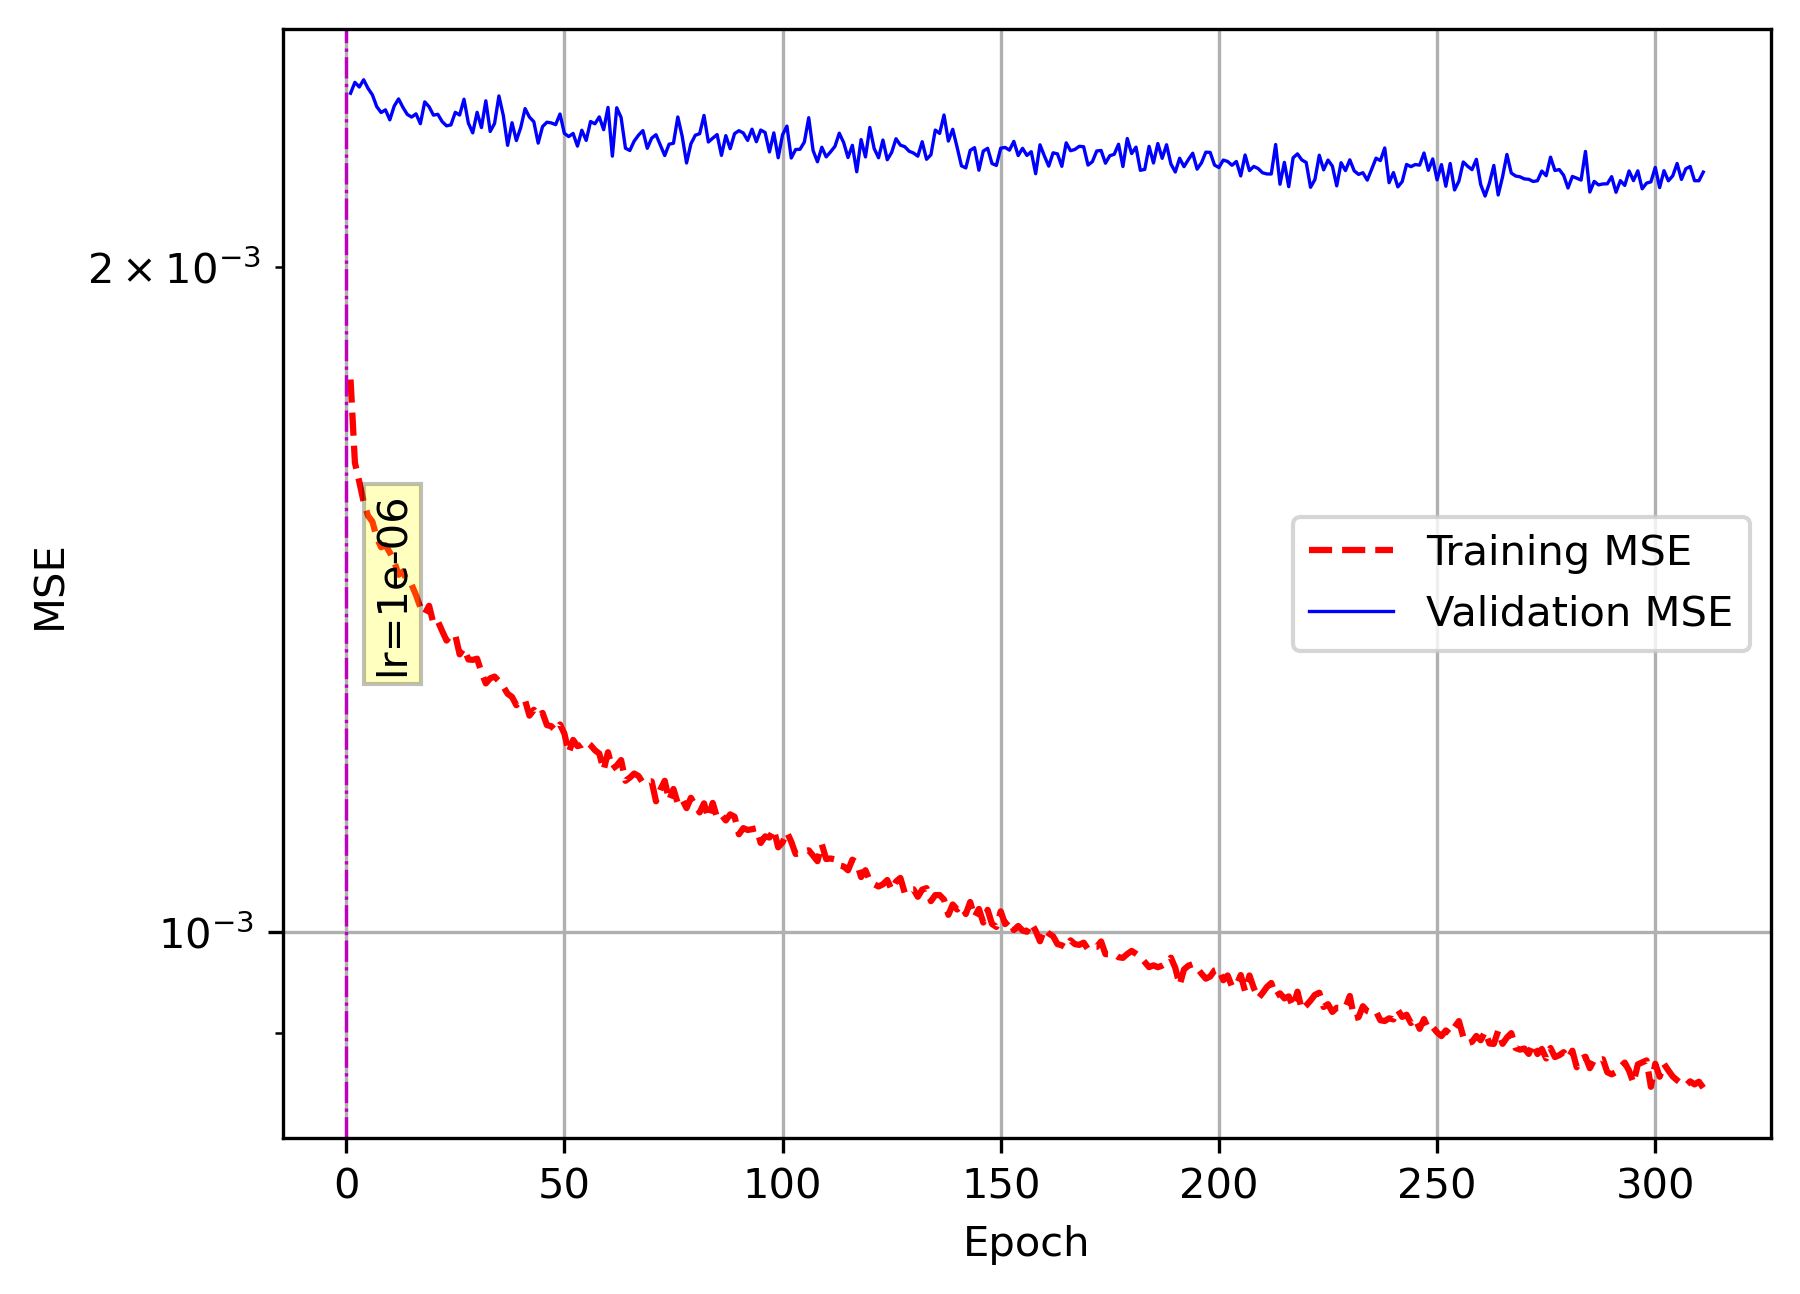 MSE
2 × 10⁻³
10⁻³
lr=1e-06
Training MSE
Validation MSE
0 50 100 150 200 250 300
Epoch